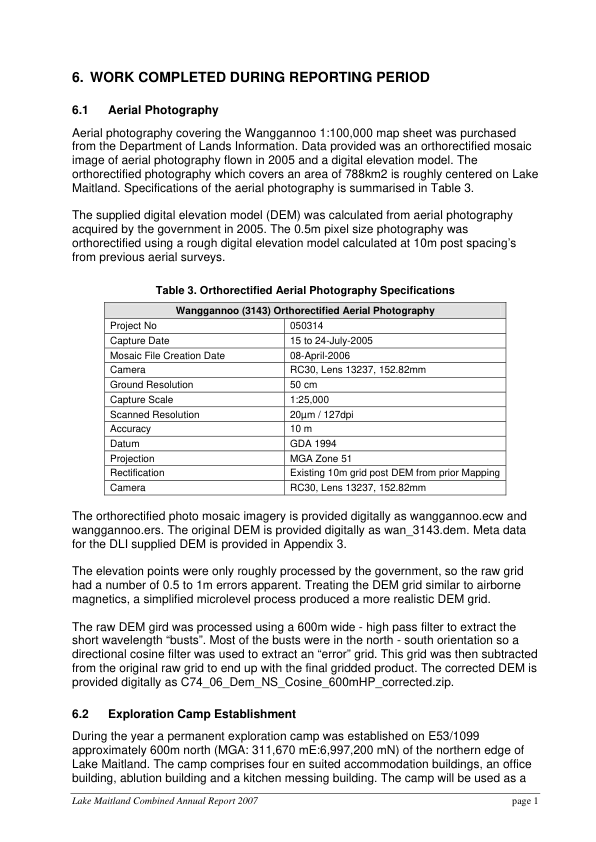 6. WORK COMPLETED DURING REPORTING PERIOD
6.1 Aerial Photography
Aerial photography covering the Wanggannoo 1:100,000 map sheet was purchased
from the Department of Lands Information. Data provided was an orthorectified mosaic
image of aerial photography flown in 2005 and a digital elevation model. The
orthorectified photography which covers an area of 788km2 is roughly centered on Lake
Maitland. Specifications of the aerial photography is summarised in Table 3.
The supplied digital elevation model (DEM) was calculated from aerial photography
acquired by the government in 2005. The 0.5m pixel size photography was
orthorectified using a rough digital elevation model calculated at 10m post spacing's
from previous aerial surveys.
Table 3. Orthorectified Aerial Photography Specifications
Wanggannoo (3143) Orthorectified Aerial Photography
Project No 050314
Capture Date 15 to 24-July-2005
Mosaic File Creation Date 08-April-2006
Camera RC30, Lens 13237, 152.82mm
Ground Resolution 50 cm
Capture Scale 1:25,000
Scanned Resolution 20µm / 127dpi
Accuracy 10 m
Datum GDA 1994
Projection MGA Zone 51
Rectification Existing 10m grid post DEM from prior Mapping
Camera RC30, Lens 13237, 152.82mm
The orthorectified photo mosaic imagery is provided digitally as wanggannoo.ecw and
wanggannoo.ers. The original DEM is provided digitally as wan_3143.dem. Meta data
for the DLI supplied DEM is provided in Appendix 3.
The elevation points were only roughly processed by the government, so the raw grid
had a number of 0.5 to 1m errors apparent. Treating the DEM grid similar to airborne
magnetics, a simplified microlevel process produced a more realistic DEM grid.
The raw DEM gird was processed using a 600m wide - high pass filter to extract the
short wavelength “busts”. Most of the busts were in the north - south orientation so a
directional cosine filter was used to extract an “error” grid. This grid was then subtracted
from the original raw grid to end up with the final gridded product. The corrected DEM is
provided digitally as C74_06_Dem_NS_Cosine_600mHP_corrected.zip.
6.2 Exploration Camp Establishment
During the year a permanent exploration camp was established on E53/1099
approximately 600m north (MGA: 311,670 mE:6,997,200 mN) of the northern edge of
Lake Maitland. The camp comprises four en suited accommodation buildings, an office
building, ablution building and a kitchen messing building. The camp will be used as a
Lake Maitland Combined Annual Report 2007 page 1